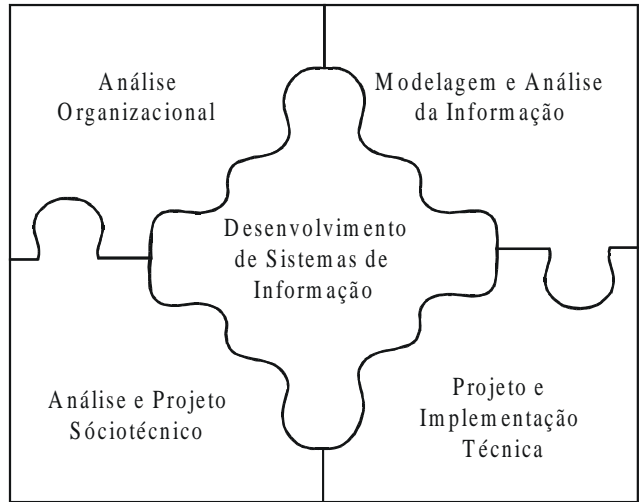 Análise
Organizacional
Modelagem e Análise
da Informação
Desenvolvimento
de Sistemas de
Informação
Análise e Projeto
Sóciotécnico
Projeto e
Implementação
Técnica